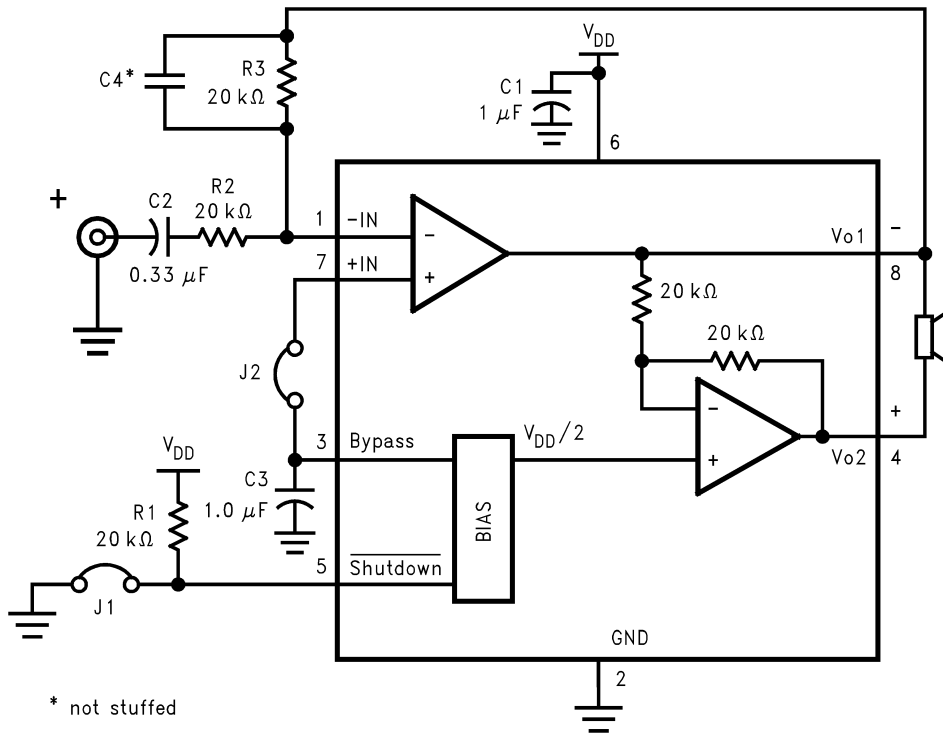 V_DD
C4*
R3
20 kΩ
C1
1 μF
6
+
C2
0.33 μF
R2
20 kΩ
1
-IN
-
7
+IN
+
Vo1
-
8
20 kΩ
20 kΩ
J2
V_DD
3
Bypass
V_DD/2
-
+
+
Vo2
4
C3
1.0 μF
R1
20 kΩ
BIAS
5
Shutdown
J1
GND
2
* not stuffed